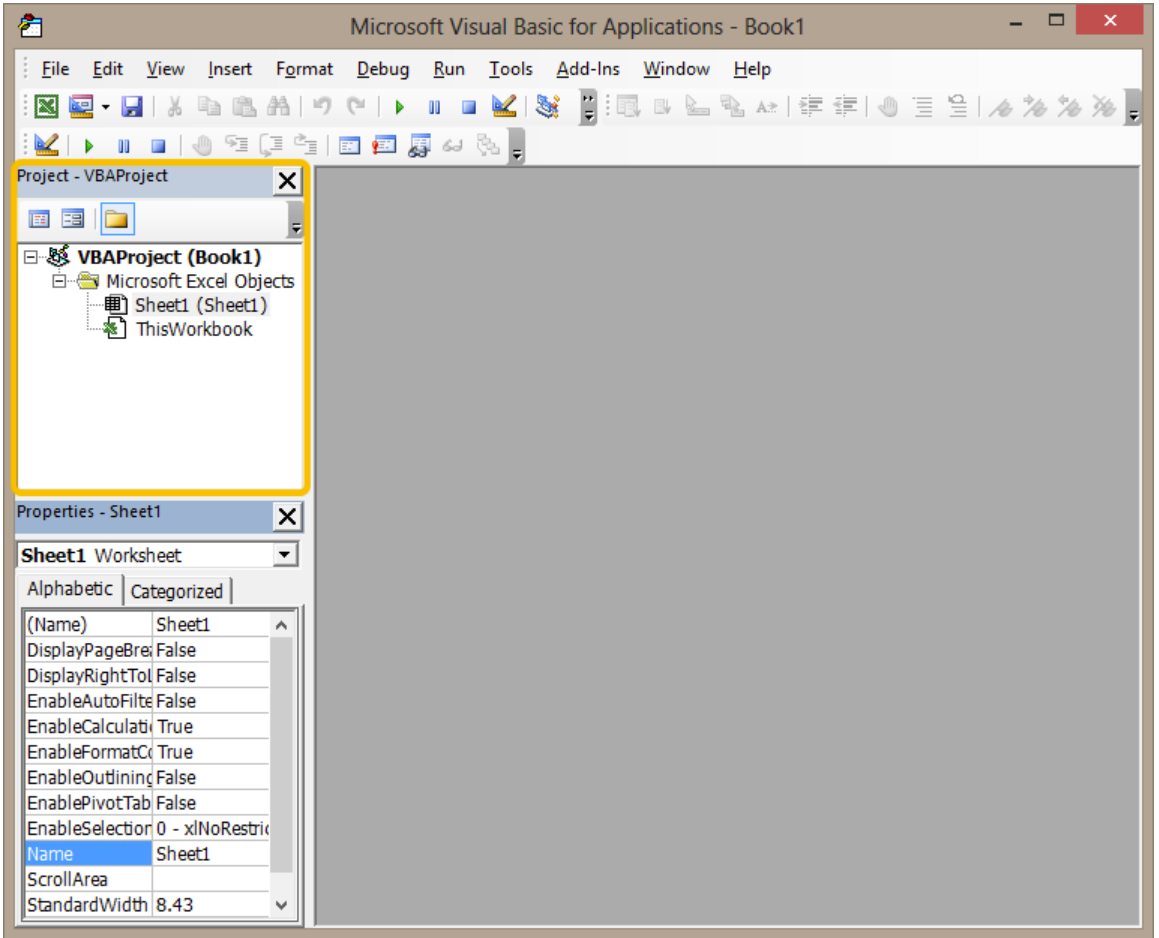 Microsoft Visual Basic for Applications - Book1
File Edit View Insert Format Debug Run Tools Add-Ins Window Help
Project - VBAProject
VBAProject (Book1)
Microsoft Excel Objects
Sheet1 (Sheet1)
ThisWorkbook
Properties - Sheet1
Sheet1 Worksheet
Alphabetic Categorized
(Name) Sheet1
DisplayPageBre False
DisplayRightToL False
EnableAutoFilte False
EnableCalculati True
EnableFormatC True
EnableOutlining False
EnablePivotTab False
EnableSelection 0 - xlNoRestric
Name Sheet1
ScrollArea
StandardWidth 8.43